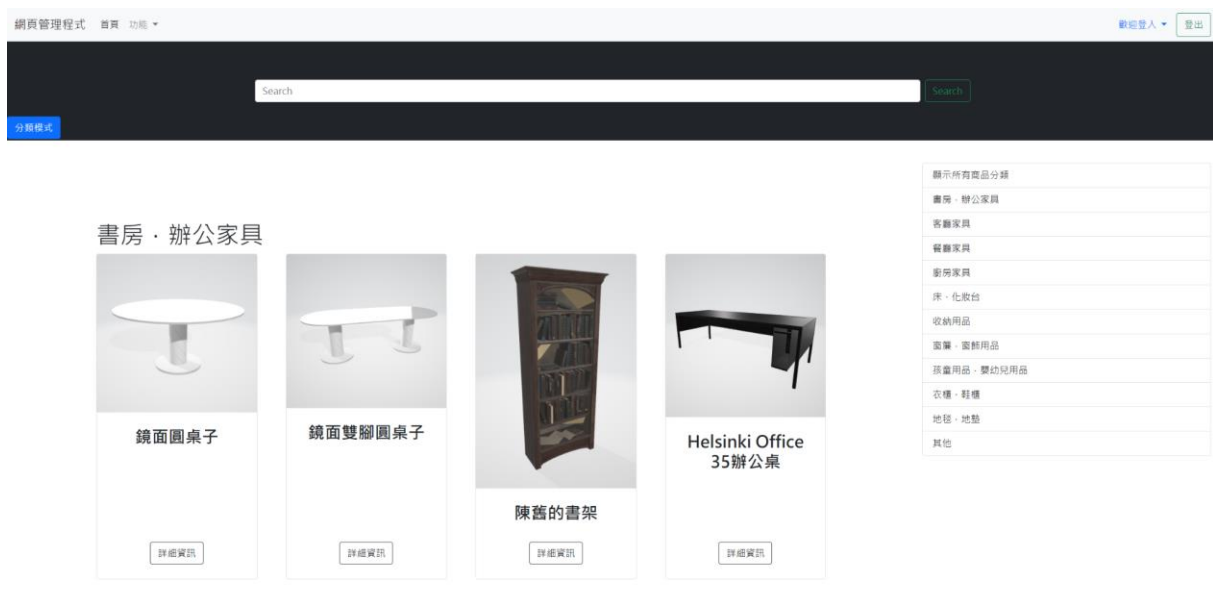 網頁管理程式 首頁 功能
歡迎登入 登出
Search Search
分類模式
顯示所有商品分類
書房．辦公家具
客廳家具
餐廳家具
廚房家具
床．化妝台
收納用品
窗簾．窗飾用品
孩童用品．嬰幼兒用品
衣櫃．鞋櫃
地毯．地墊
其他
書房．辦公家具
鏡面圓桌子
鏡面雙腳圓桌子
陳舊的書架
Helsinki Office
35辦公桌
詳細資訊
詳細資訊
詳細資訊
詳細資訊